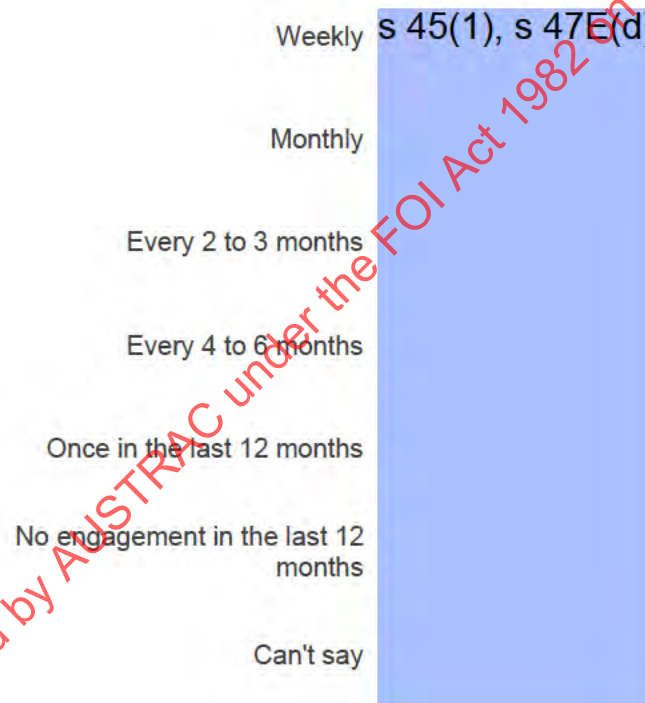 Weekly
s 45(1), s 47E(d
Monthly
Every 2 to 3 months
Every 4 to 6 months
Once in the last 12 months
No engagement in the last 12
months
Can't say
by AUSTRAC under the FOI Act 1982 on